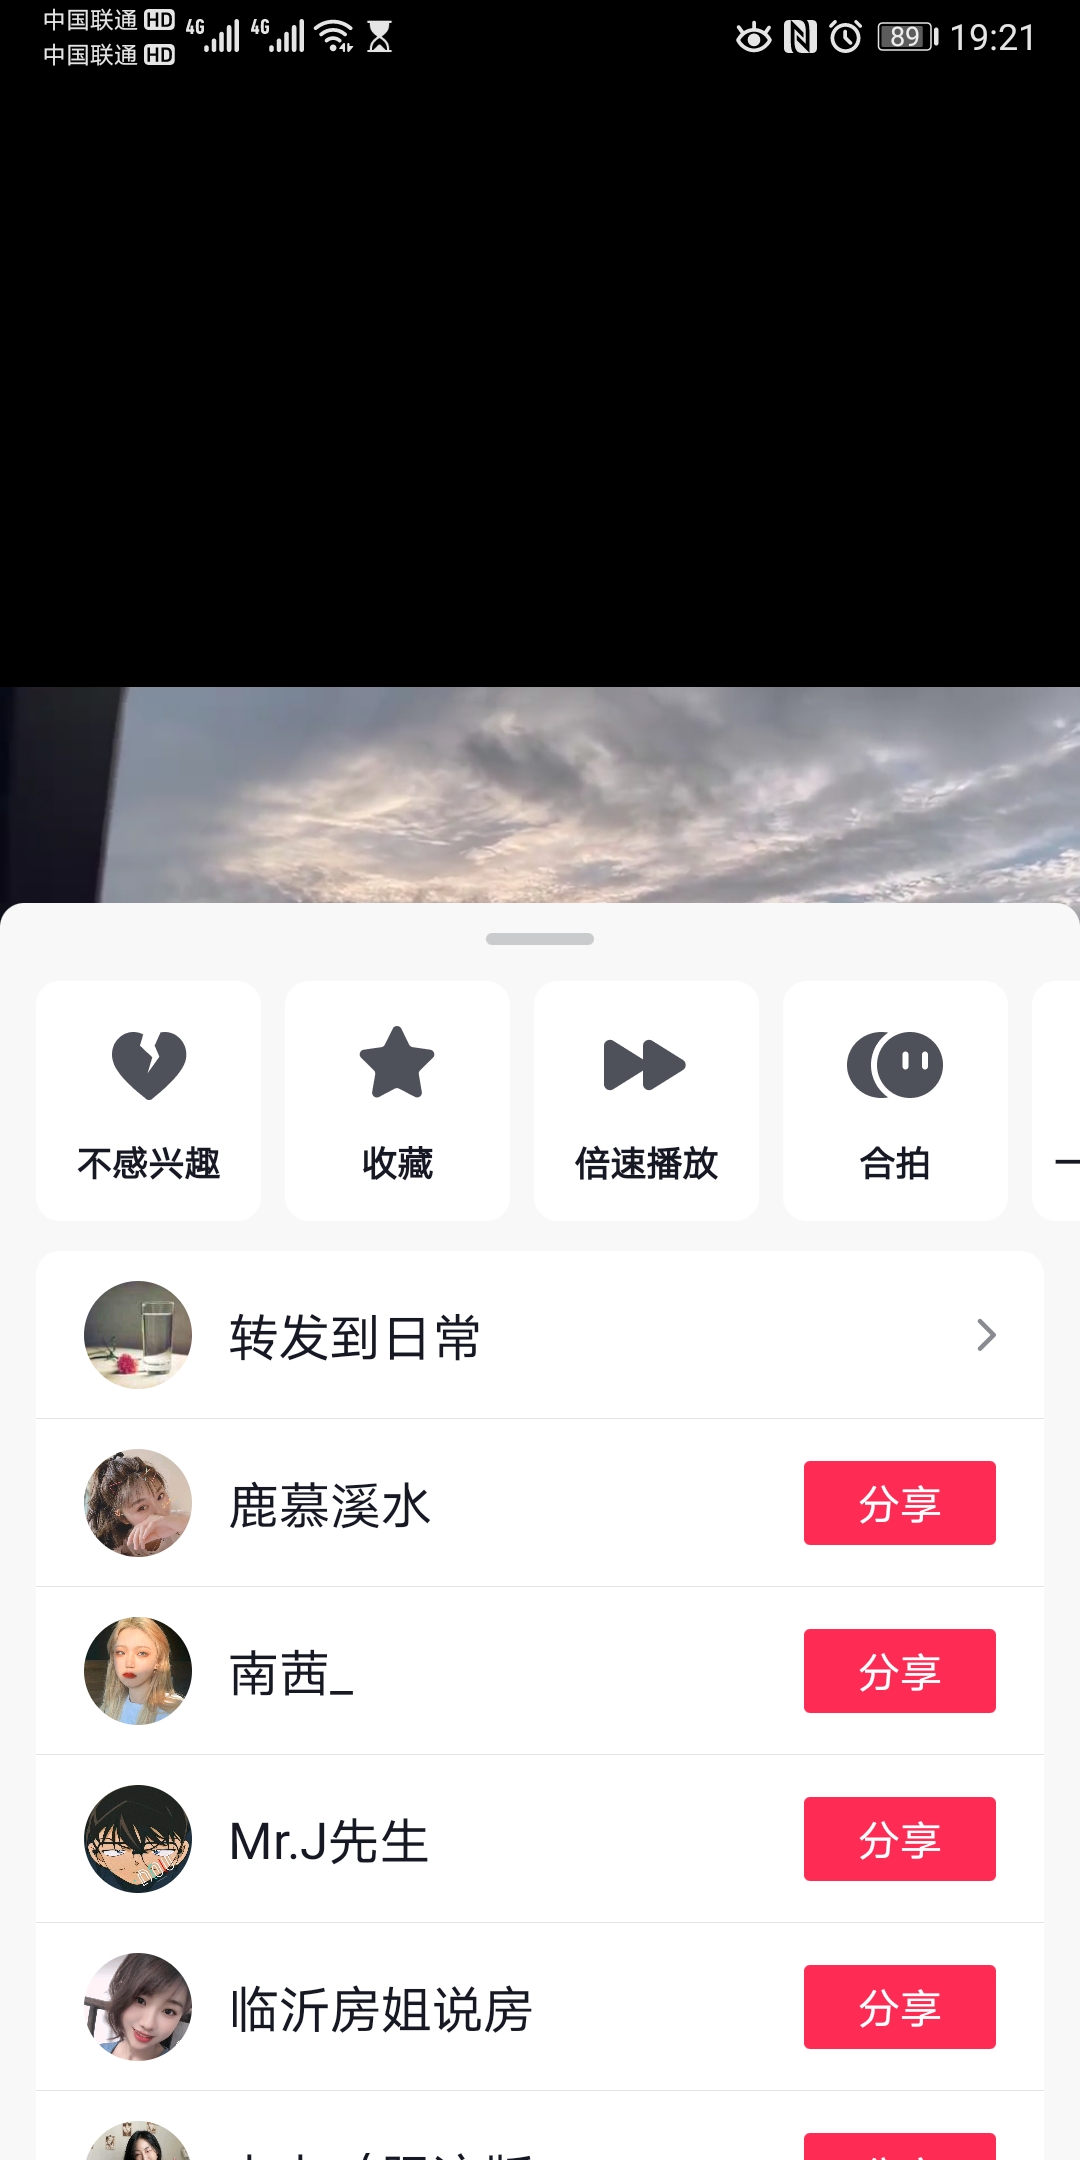 中国联通 HD 4G 4G 89 19:21
中国联通 HD
不感兴趣 收藏 倍速播放 合拍
转发到日常
鹿慕溪水 分享
南茜_ 分享
Mr.J先生 分享
DOU
临沂房姐说房 分享